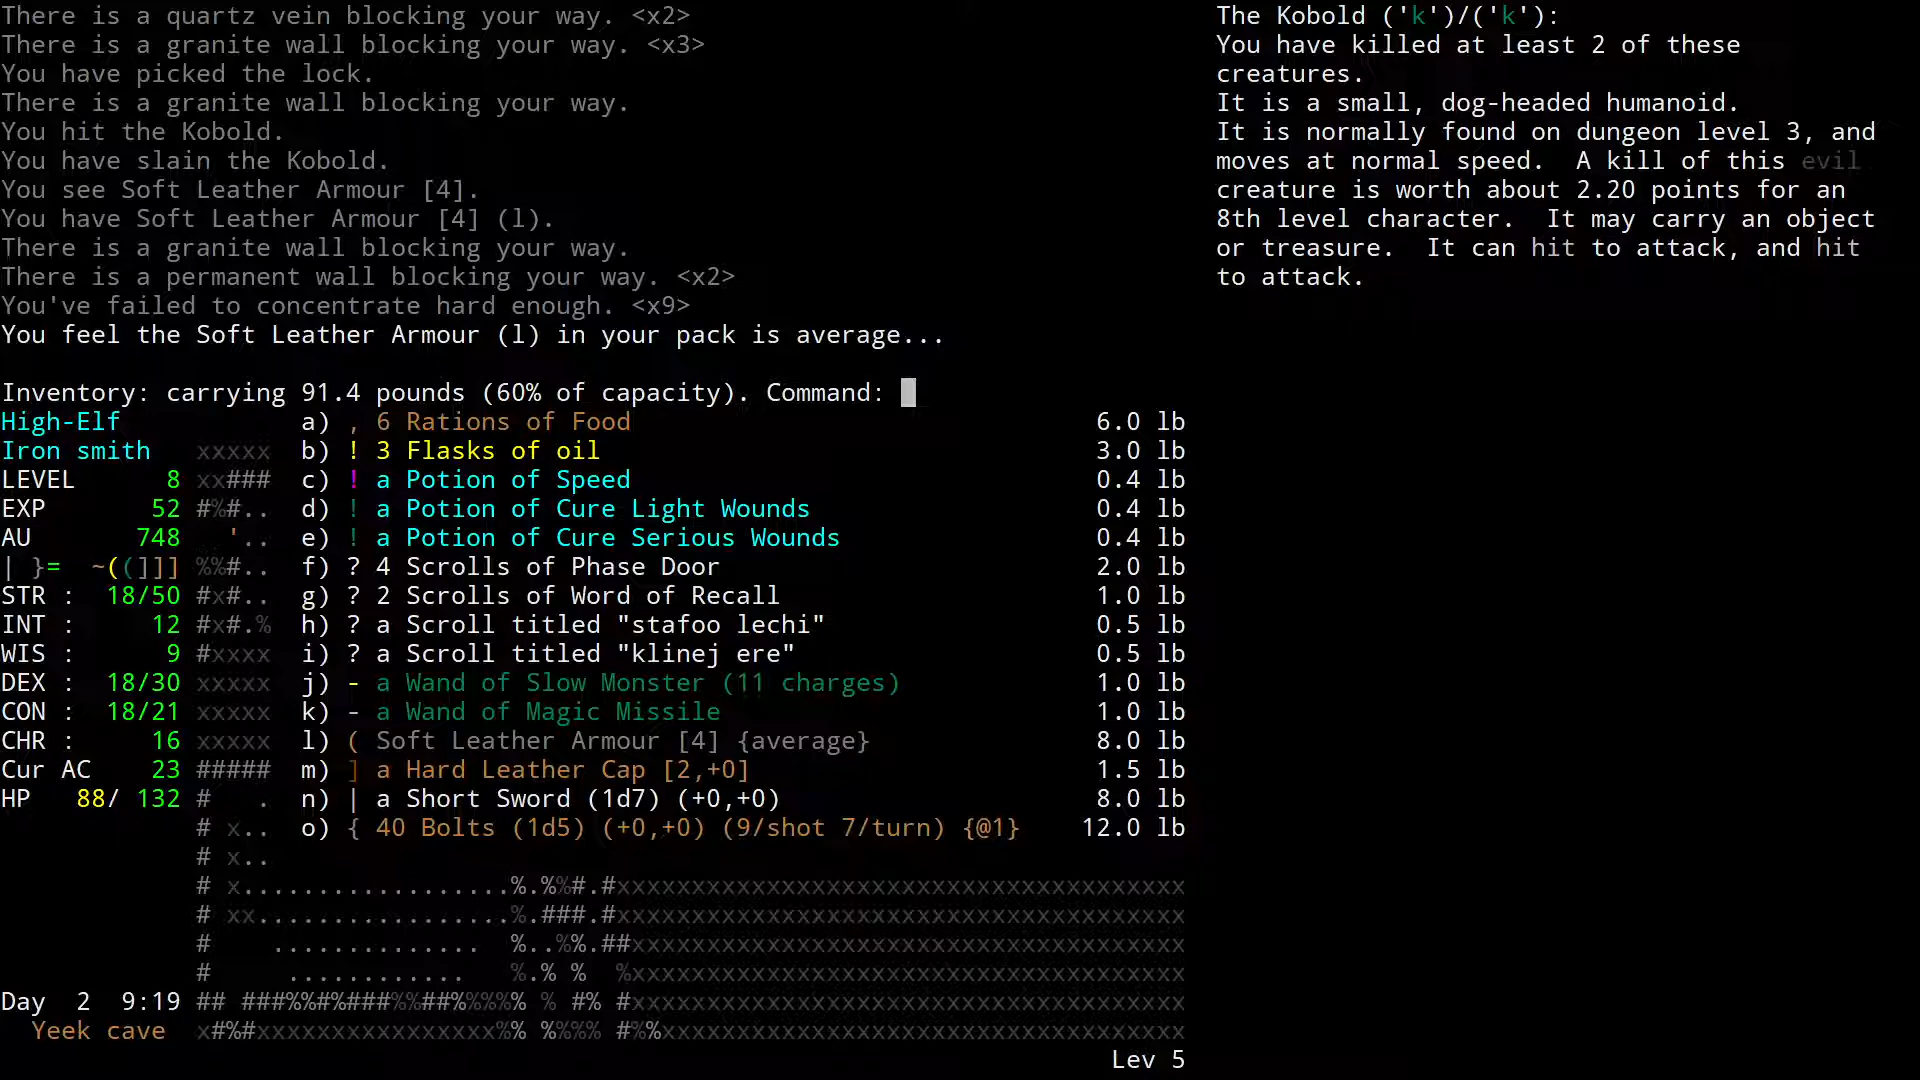 There is a quartz vein blocking your way. <x2>
There is a granite wall blocking your way. <x3>
You have picked the lock.
There is a granite wall blocking your way.
You hit the Kobold.
You have slain the Kobold.
You see Soft Leather Armour [4].
You have Soft Leather Armour [4] (l).
There is a granite wall blocking your way.
There is a permanent wall blocking your way. <x2>
You've failed to concentrate hard enough. <x9>
You feel the Soft Leather Armour (l) in your pack is average...
The Kobold ('k')/('k'):
You have killed at least 2 of these
creatures.
It is a small, dog-headed humanoid.
It is normally found on dungeon level 3, and
moves at normal speed.  A kill of this evil
creature is worth about 2.20 points for an
8th level character.  It may carry an object
or treasure.  It can hit to attack, and hit
to attack.
Inventory: carrying 91.4 pounds (60% of capacity). Command:
High-Elf            a) , 6 Rations of Food 6.0 lb
Iron smith   xxxxx  b) ! 3 Flasks of oil 3.0 lb
LEVEL      8 xx###  c) ! a Potion of Speed 0.4 lb
EXP       52 #%#..  d) ! a Potion of Cure Light Wounds 0.4 lb
AU       748   '..  e) ! a Potion of Cure Serious Wounds 0.4 lb
| }=  ~((]]] %%#..  f) ? 4 Scrolls of Phase Door 2.0 lb
STR :  18/50 #x#..  g) ? 2 Scrolls of Word of Recall 1.0 lb
INT :     12 #x#.%  h) ? a Scroll titled "stafoo lechi" 0.5 lb
WIS :      9 #xxxx  i) ? a Scroll titled "klinej ere" 0.5 lb
DEX :  18/30 xxxxx  j) - a Wand of Slow Monster (11 charges) 1.0 lb
CON :  18/21 xxxxx  k) - a Wand of Magic Missile 1.0 lb
CHR :     16 xxxxx  l) ( Soft Leather Armour [4] {average} 8.0 lb
Cur AC    23 #####  m) ] a Hard Leather Cap [2,+0] 1.5 lb
HP   88/ 132 #   .  n) | a Short Sword (1d7) (+0,+0) 8.0 lb
# x..  o) { 40 Bolts (1d5) (+0,+0) (9/shot 7/turn) {@1} 12.0 lb
# x..
# x..................%.%%#.#xxxxxxxxxxxxxxxxxxxxxxxxxxxxxxxxxxxxxx
# xx.................%.###.#xxxxxxxxxxxxxxxxxxxxxxxxxxxxxxxxxxxxxx
#    ..............  %..%%.##xxxxxxxxxxxxxxxxxxxxxxxxxxxxxxxxxxxxx
#     ............   %.% %  %xxxxxxxxxxxxxxxxxxxxxxxxxxxxxxxxxxxxx
Day  2  9:19 ## ###%%#%###%%##%%%%% % #% #xxxxxxxxxxxxxxxxxxxxxxxxxxxxxxxxxxxxx
Yeek cave  x#%#xxxxxxxxxxxxxxxx%% %%%% #%%xxxxxxxxxxxxxxxxxxxxxxxxxxxxxxxxxxx
Lev 5